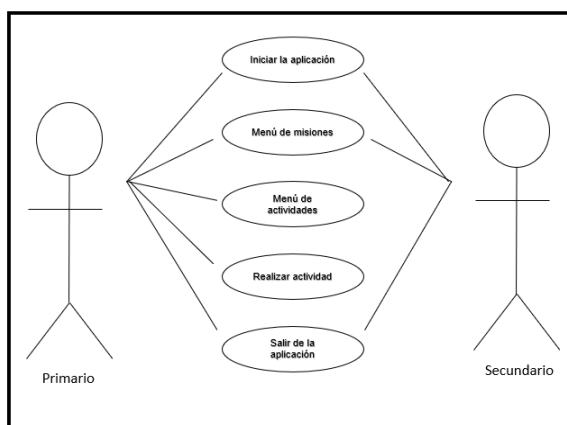 Iniciar la aplicación
Menú de misiones
Menú de
actividades
Realizar actividad
Salir de la
aplicación
Primario
Secundario